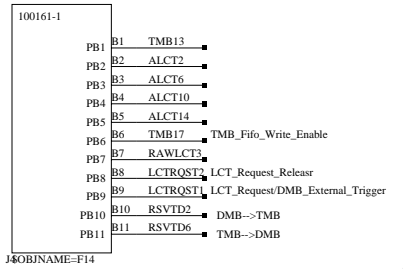 100161-1
PB1 B1 TMB13
PB2 B2 ALCT2
PB3 B3 ALCT6
PB4 B4 ALCT10
PB5 B5 ALCT14
PB6 B6 TMB17 TMB_Fifo_Write_Enable
PB7 B7 RAWLCT3
PB8 B8 LCTRQST2 LCT_Request_Releasr
PB9 B9 LCTRQST1 LCT_Request/DMB_External_Trigger
PB10 B10 RSVTD2 DMB-->TMB
PB11 B11 RSVTD6 TMB-->DMB
$OBJNAME=F14